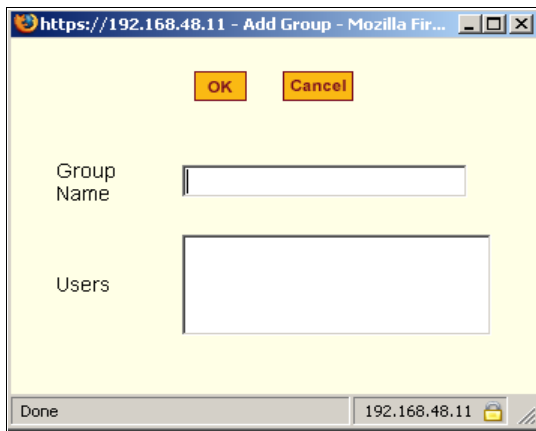 https://192.168.48.11 - Add Group - Mozilla Fir...
OK Cancel
Group
Name
Users
Done 192.168.48.11